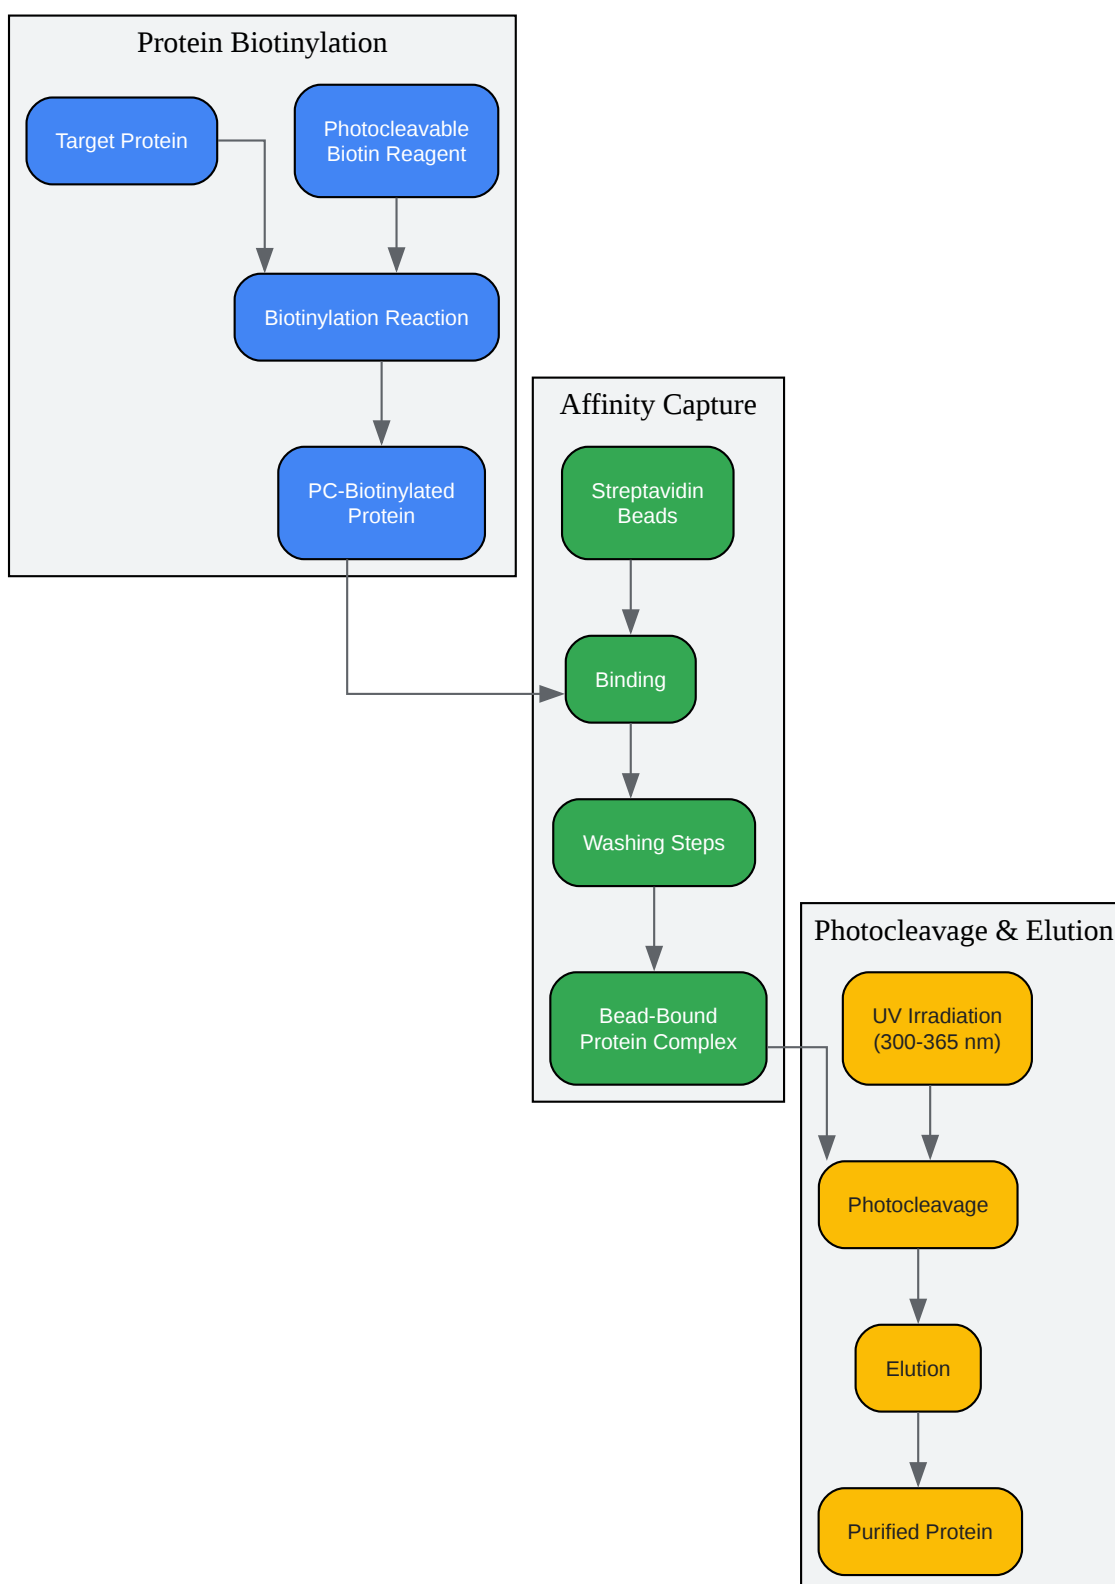 Protein Biotinylation
Target Protein
Photocleavable
Biotin Reagent
Biotinylation Reaction
PC-Biotinylated
Protein
Affinity Capture
Streptavidin
Beads
Binding
Washing Steps
Bead-Bound
Protein Complex
Photocleavage & Elution
UV Irradiation
(300-365 nm)
Photocleavage
Elution
Purified Protein